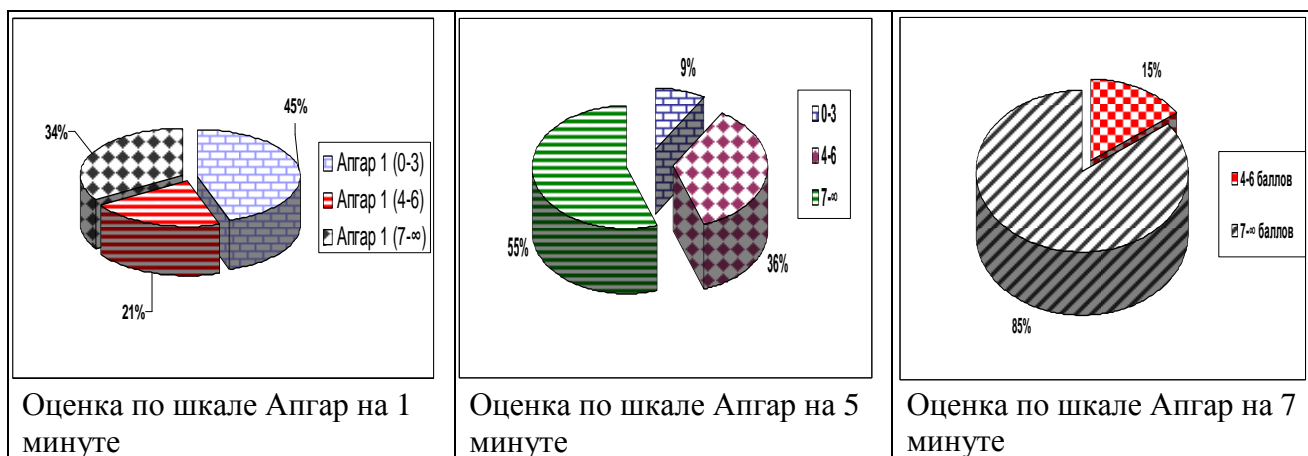 45%
34%
21%
Апгар 1 (0-3)
Апгар 1 (4-6)
Апгар 1 (7-∞)
Оценка по шкале Апгар на 1
минуте
9%
36%
55%
0-3
4-6
7-∞
Оценка по шкале Апгар на 5
минуте
15%
85%
4-6 баллов
7-∞ баллов
Оценка по шкале Апгар на 7
минуте